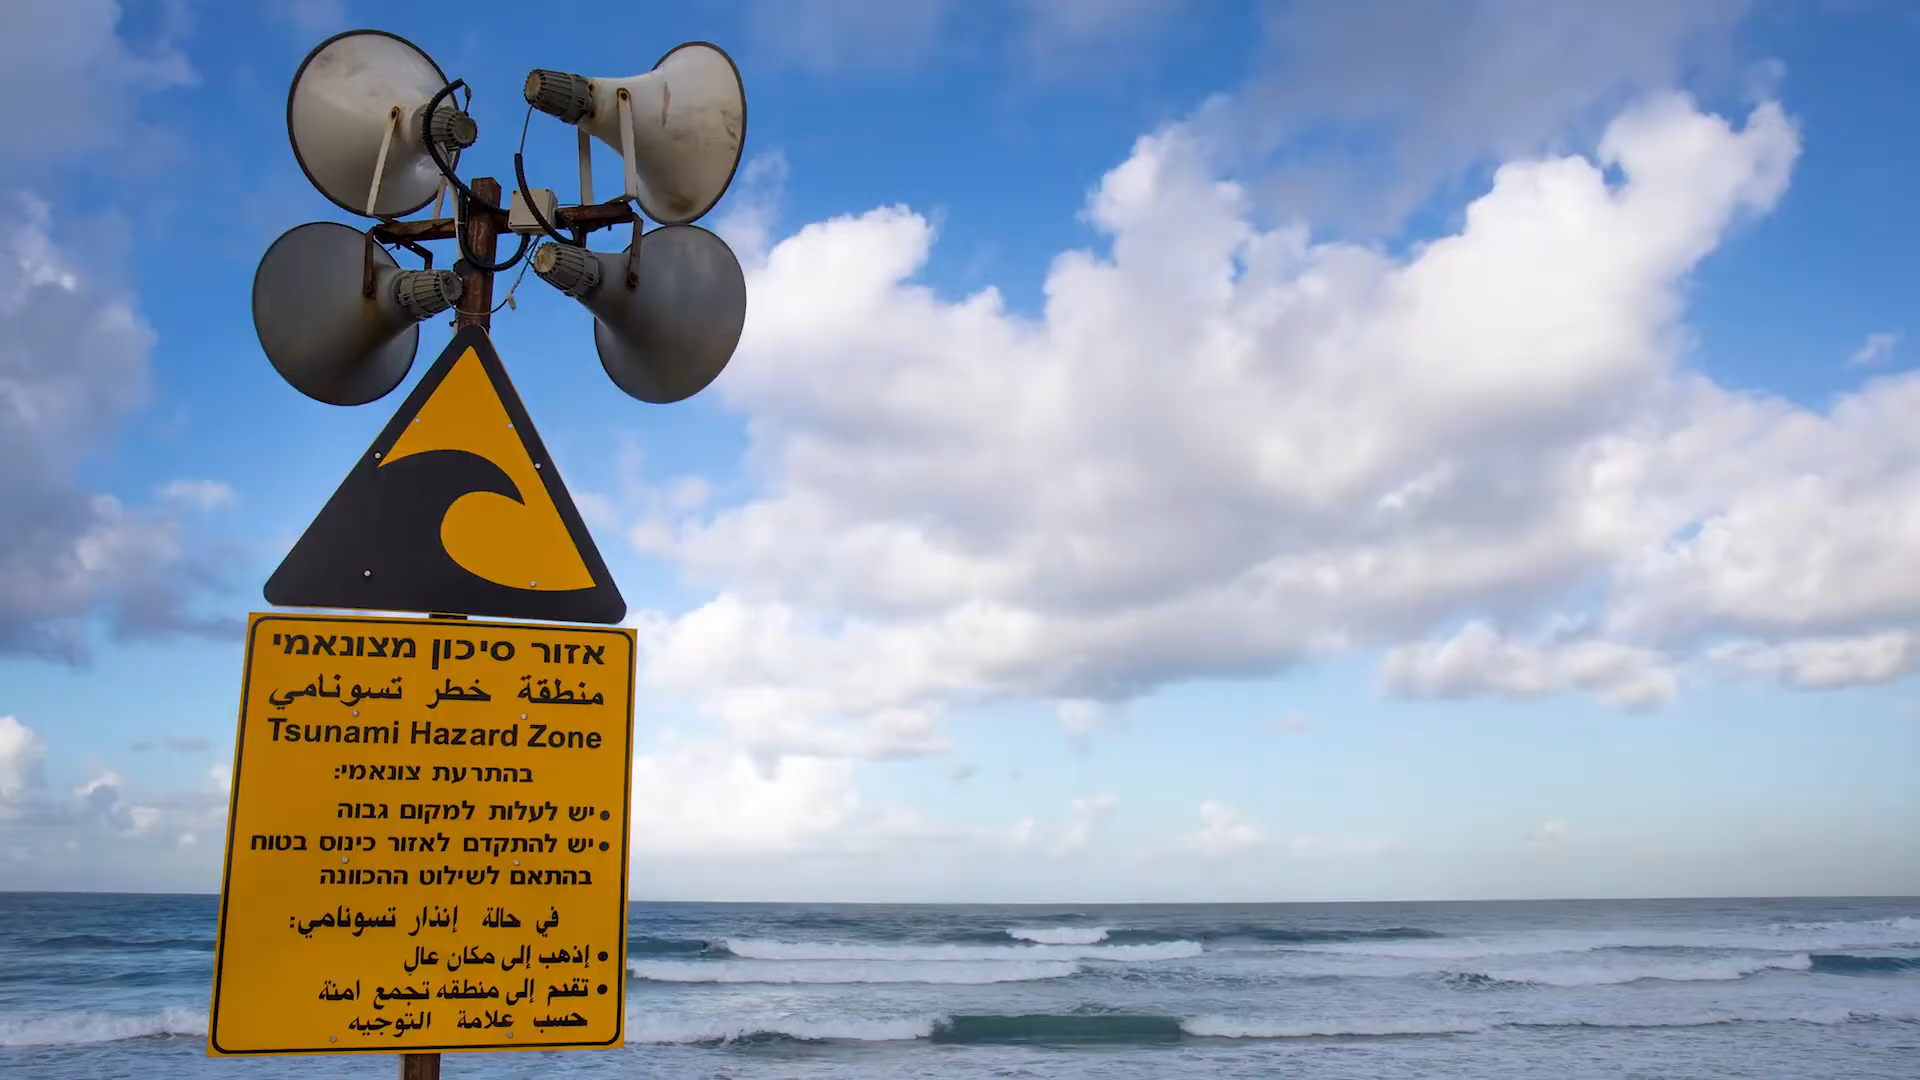 אזור סיכון מצונאמי
منطقة خطر تسونامي
Tsunami Hazard Zone
בהתרעת צונאמי:
• יש לעלות למקום גבוה
• יש להתקדם לאזור כינוס בטוח
בהתאם לשילוט ההכוונה
في حالة إنذار تسونامي:
• إذهب إلى مكان عالٍ
• تقدم إلى منطقه تجمع امنة
حسب علامة التوجيه